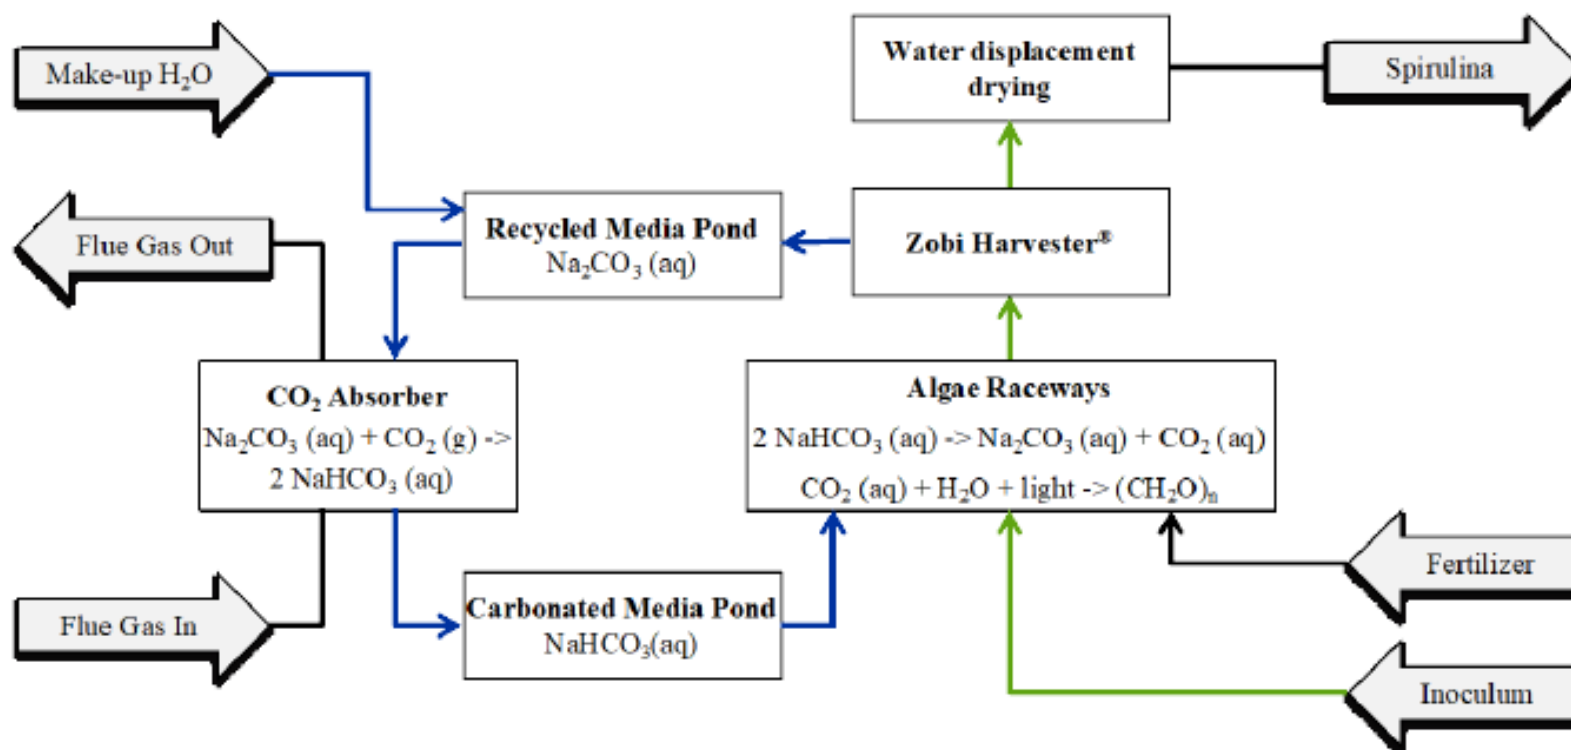 Make-up H₂O
Water displacement
drying
Spirulina
Flue Gas Out
Recycled Media Pond
Na₂CO₃ (aq)
Zobi Harvester®
CO₂ Absorber
Na₂CO₃ (aq) + CO₂ (g) ->
2 NaHCO₃ (aq)
Algae Raceways
2 NaHCO₃ (aq) -> Na₂CO₃ (aq) + CO₂ (aq)
CO₂ (aq) + H₂O + light -> (CH₂O)ₙ
Flue Gas In
Carbonated Media Pond
NaHCO₃(aq)
Fertilizer
Inoculum